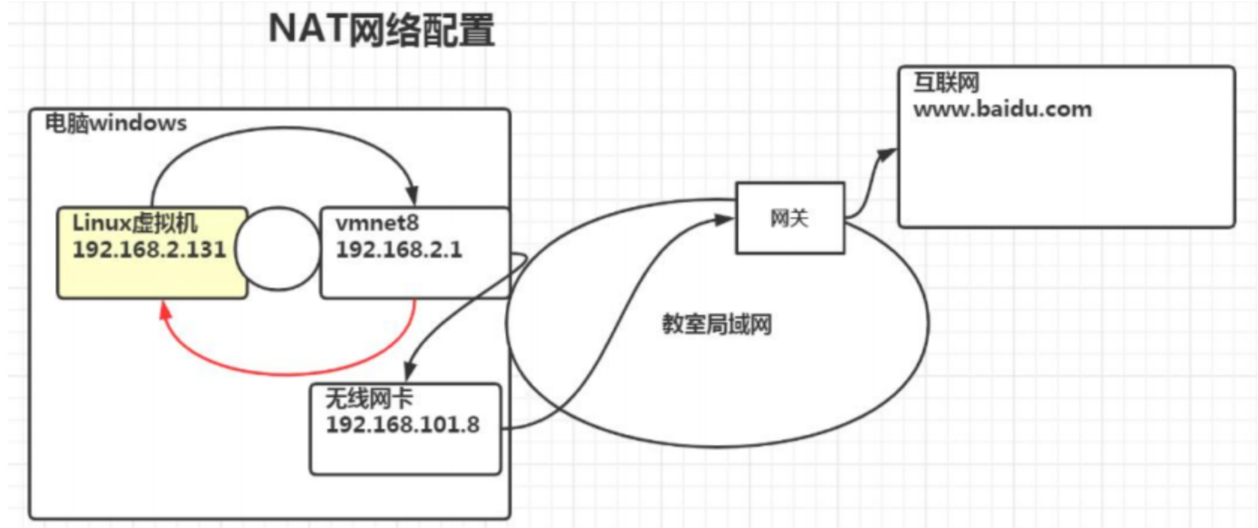 NAT网络配置
互联网
www.baidu.com
电脑windows
Linux虚拟机
192.168.2.131
vmnet8
192.168.2.1
网关
教室局域网
无线网卡
192.168.101.8